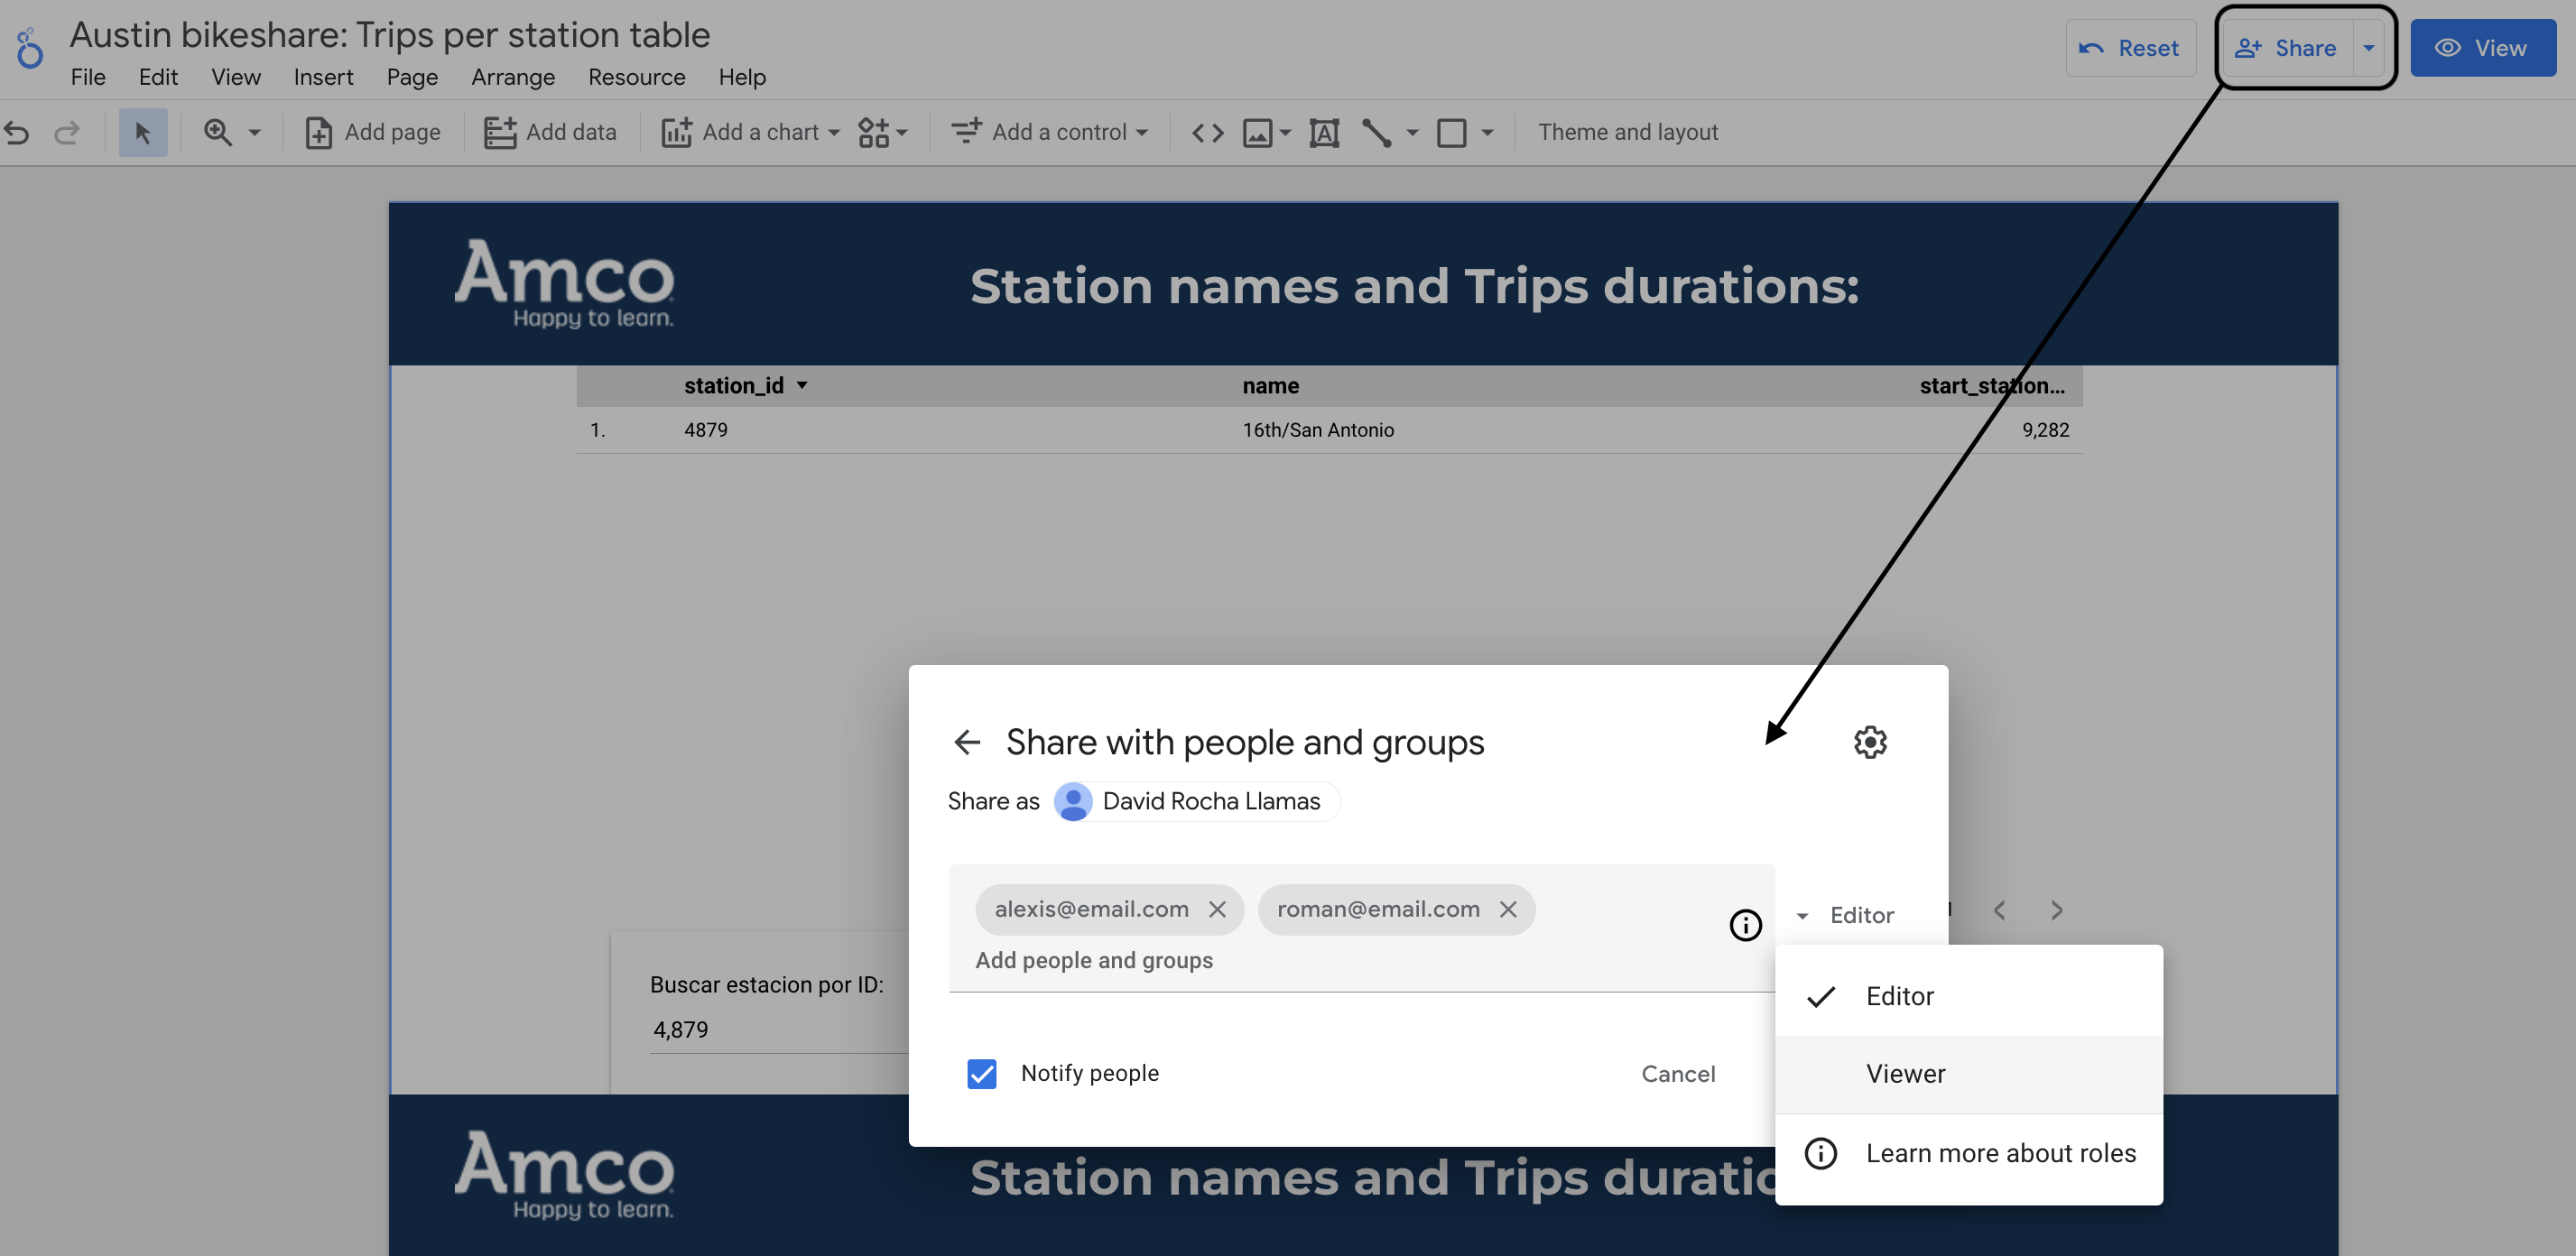 Austin bikeshare: Trips per station table
File Edit View Insert Page Arrange Resource Help
Reset Share View
Add page Add data Add a chart Add a control Theme and layout
Amco
Happy to learn.
Station names and Trips durations:
station_id name start_station...
1. 4879 16th/San Antonio 9,282
Share with people and groups
Share as David Rocha Llamas
alexis@email.com roman@email.com
Add people and groups
Editor
Editor
Viewer
Learn more about roles
Notify people Cancel
Buscar estacion por ID:
4,879
Amco
Happy to learn.
Station names and Trips duratio